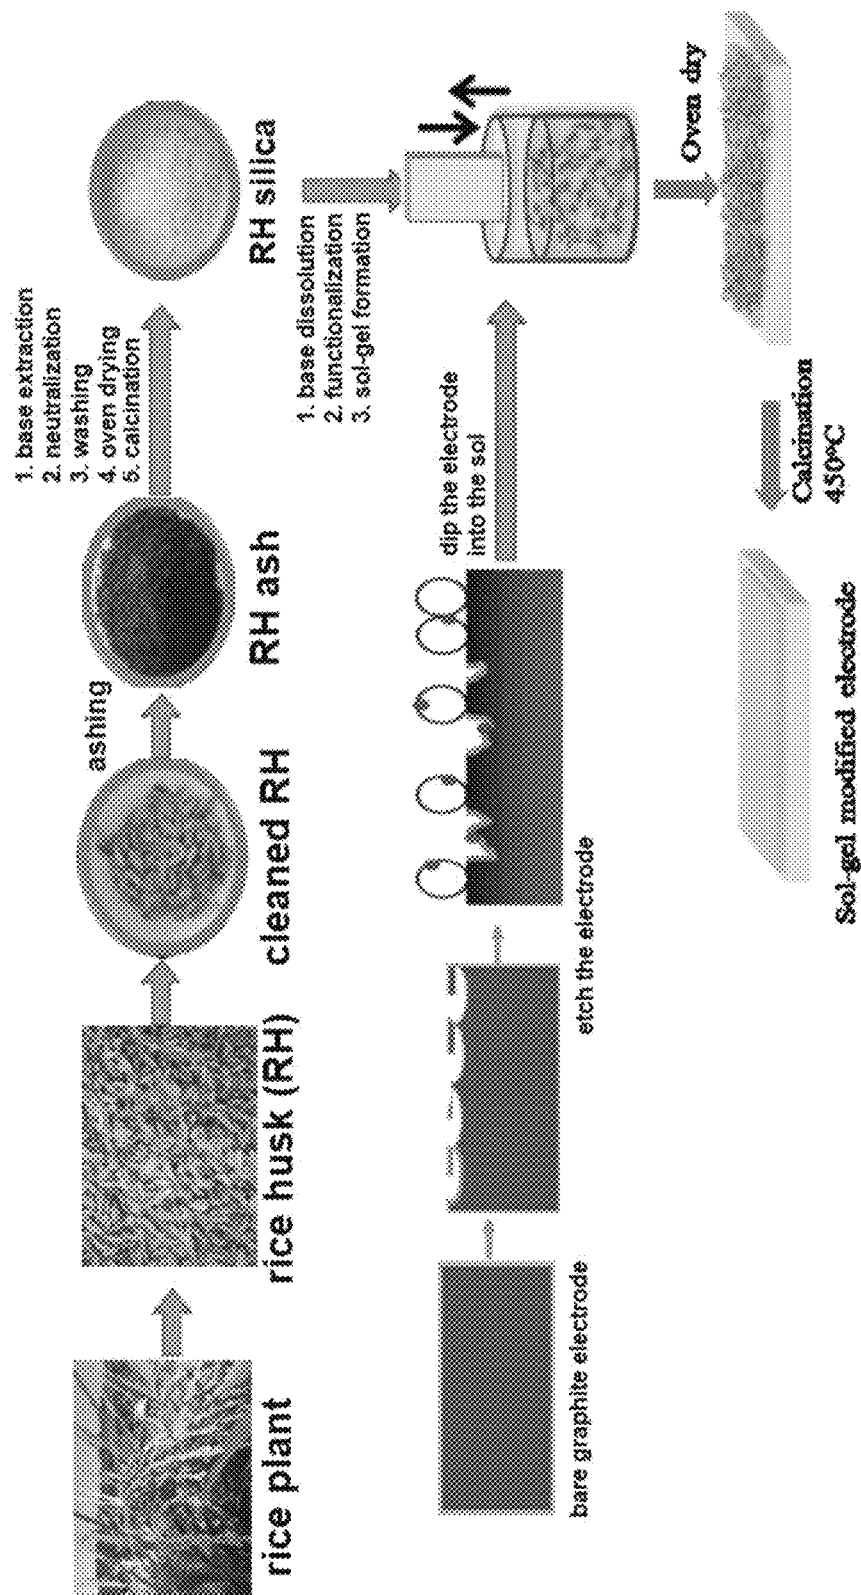 rice plant
rice husk (RH)
cleaned RH
ashing
RH ash
1. base extraction
2. neutralization
3. washing
4. oven drying
5. calcination
RH silica
1. base dissolution
2. functionalization
3. sol-gel formation
bare graphite electrode
etch the electrode
dip the electrode
into the sol
Oven dry
Calcination
450ºC
Sol-gel modified electrode